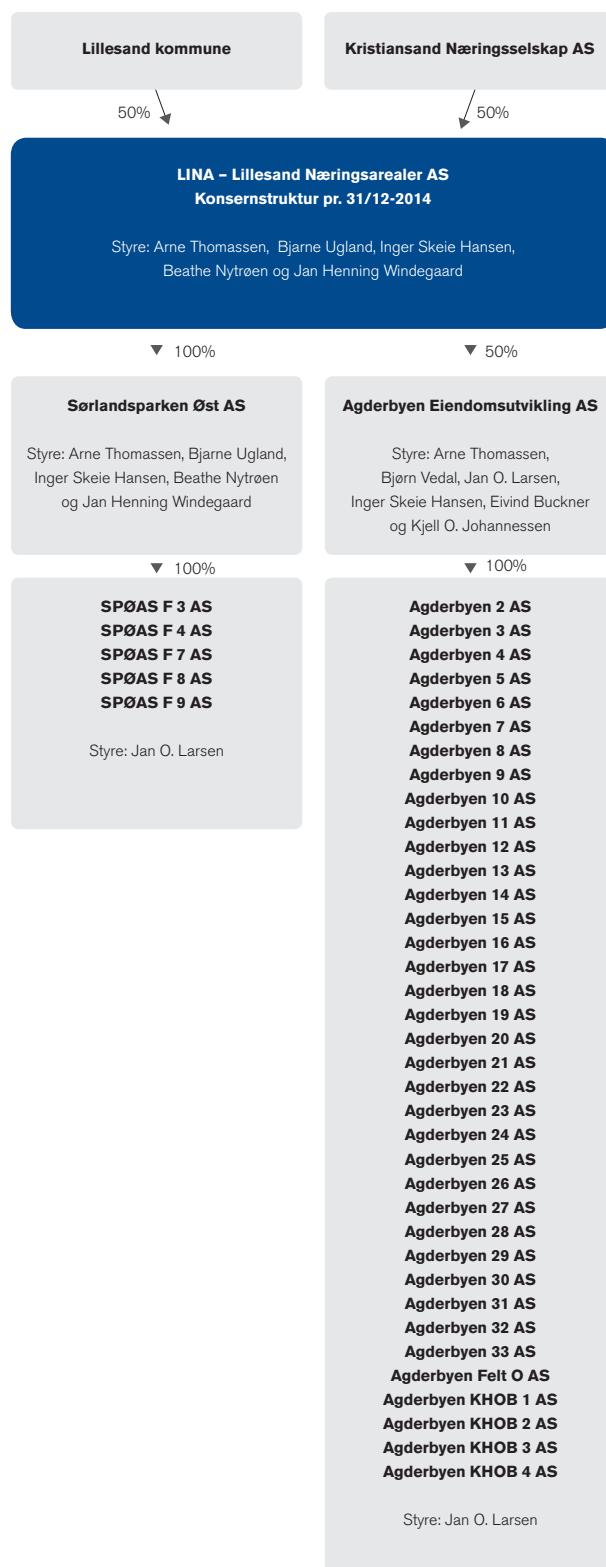 Lillesand kommune
Kristiansand Næringsselskap AS
50%
50%
LINA – Lillesand Næringsarealer AS
Konsernstruktur pr. 31/12-2014
Styre: Arne Thomassen, Bjarne Ugland, Inger Skeie Hansen,
Beathe Nytrøen og Jan Henning Windegaard
100%
50%
Sørlandsparken Øst AS
Styre: Arne Thomassen, Bjarne Ugland,
Inger Skeie Hansen, Beathe Nytrøen
og Jan Henning Windegaard
Agderbyen Eiendomsutvikling AS
Styre: Arne Thomassen,
Bjørn Vedal, Jan O. Larsen,
Inger Skeie Hansen, Eivind Buckner
og Kjell O. Johannessen
100%
100%
SPØAS F 3 AS
SPØAS F 4 AS
SPØAS F 7 AS
SPØAS F 8 AS
SPØAS F 9 AS
Styre: Jan O. Larsen
Agderbyen 2 AS
Agderbyen 3 AS
Agderbyen 4 AS
Agderbyen 5 AS
Agderbyen 6 AS
Agderbyen 7 AS
Agderbyen 8 AS
Agderbyen 9 AS
Agderbyen 10 AS
Agderbyen 11 AS
Agderbyen 12 AS
Agderbyen 13 AS
Agderbyen 14 AS
Agderbyen 15 AS
Agderbyen 16 AS
Agderbyen 17 AS
Agderbyen 18 AS
Agderbyen 19 AS
Agderbyen 20 AS
Agderbyen 21 AS
Agderbyen 22 AS
Agderbyen 23 AS
Agderbyen 24 AS
Agderbyen 25 AS
Agderbyen 26 AS
Agderbyen 27 AS
Agderbyen 28 AS
Agderbyen 29 AS
Agderbyen 30 AS
Agderbyen 31 AS
Agderbyen 32 AS
Agderbyen 33 AS
Agderbyen Felt O AS
Agderbyen KHOB 1 AS
Agderbyen KHOB 2 AS
Agderbyen KHOB 3 AS
Agderbyen KHOB 4 AS
Styre: Jan O. Larsen